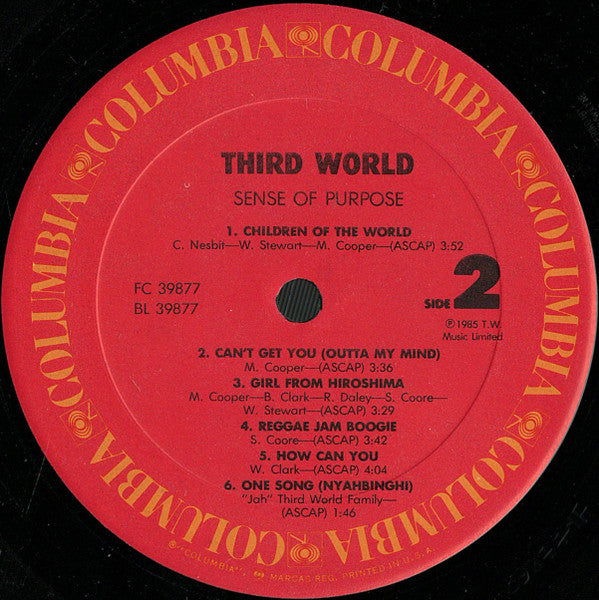 COLUMBIA COLUMBIA COLUMBIA COLUMBIA COLUMBIA COLUMBIA COLUMBIA COLUMBIA
THIRD WORLD
SENSE OF PURPOSE
1. CHILDREN OF THE WORLD
C. Nesbit—W. Stewart—M. Cooper—(ASCAP) 3:52
FC 39877
BL 39877
SIDE 2
Ⓟ 1985 T.W.
Music Limited
2. CAN'T GET YOU (OUTTA MY MIND)
M. Cooper—(ASCAP) 3:36
3. GIRL FROM HIROSHIMA
M. Cooper—B. Clark—R. Daley—S. Coore—
W. Stewart—(ASCAP) 3:29
4. REGGAE JAM BOOGIE
S. Coore—(ASCAP) 3:42
5. HOW CAN YOU
W. Clark—(ASCAP) 4:04
6. ONE SONG (NYAHBINGHI)
"Jah" Third World Family—
(ASCAP) 1:46
® "COLUMBIA", MARCAS REG. PRINTED IN U.S.A.